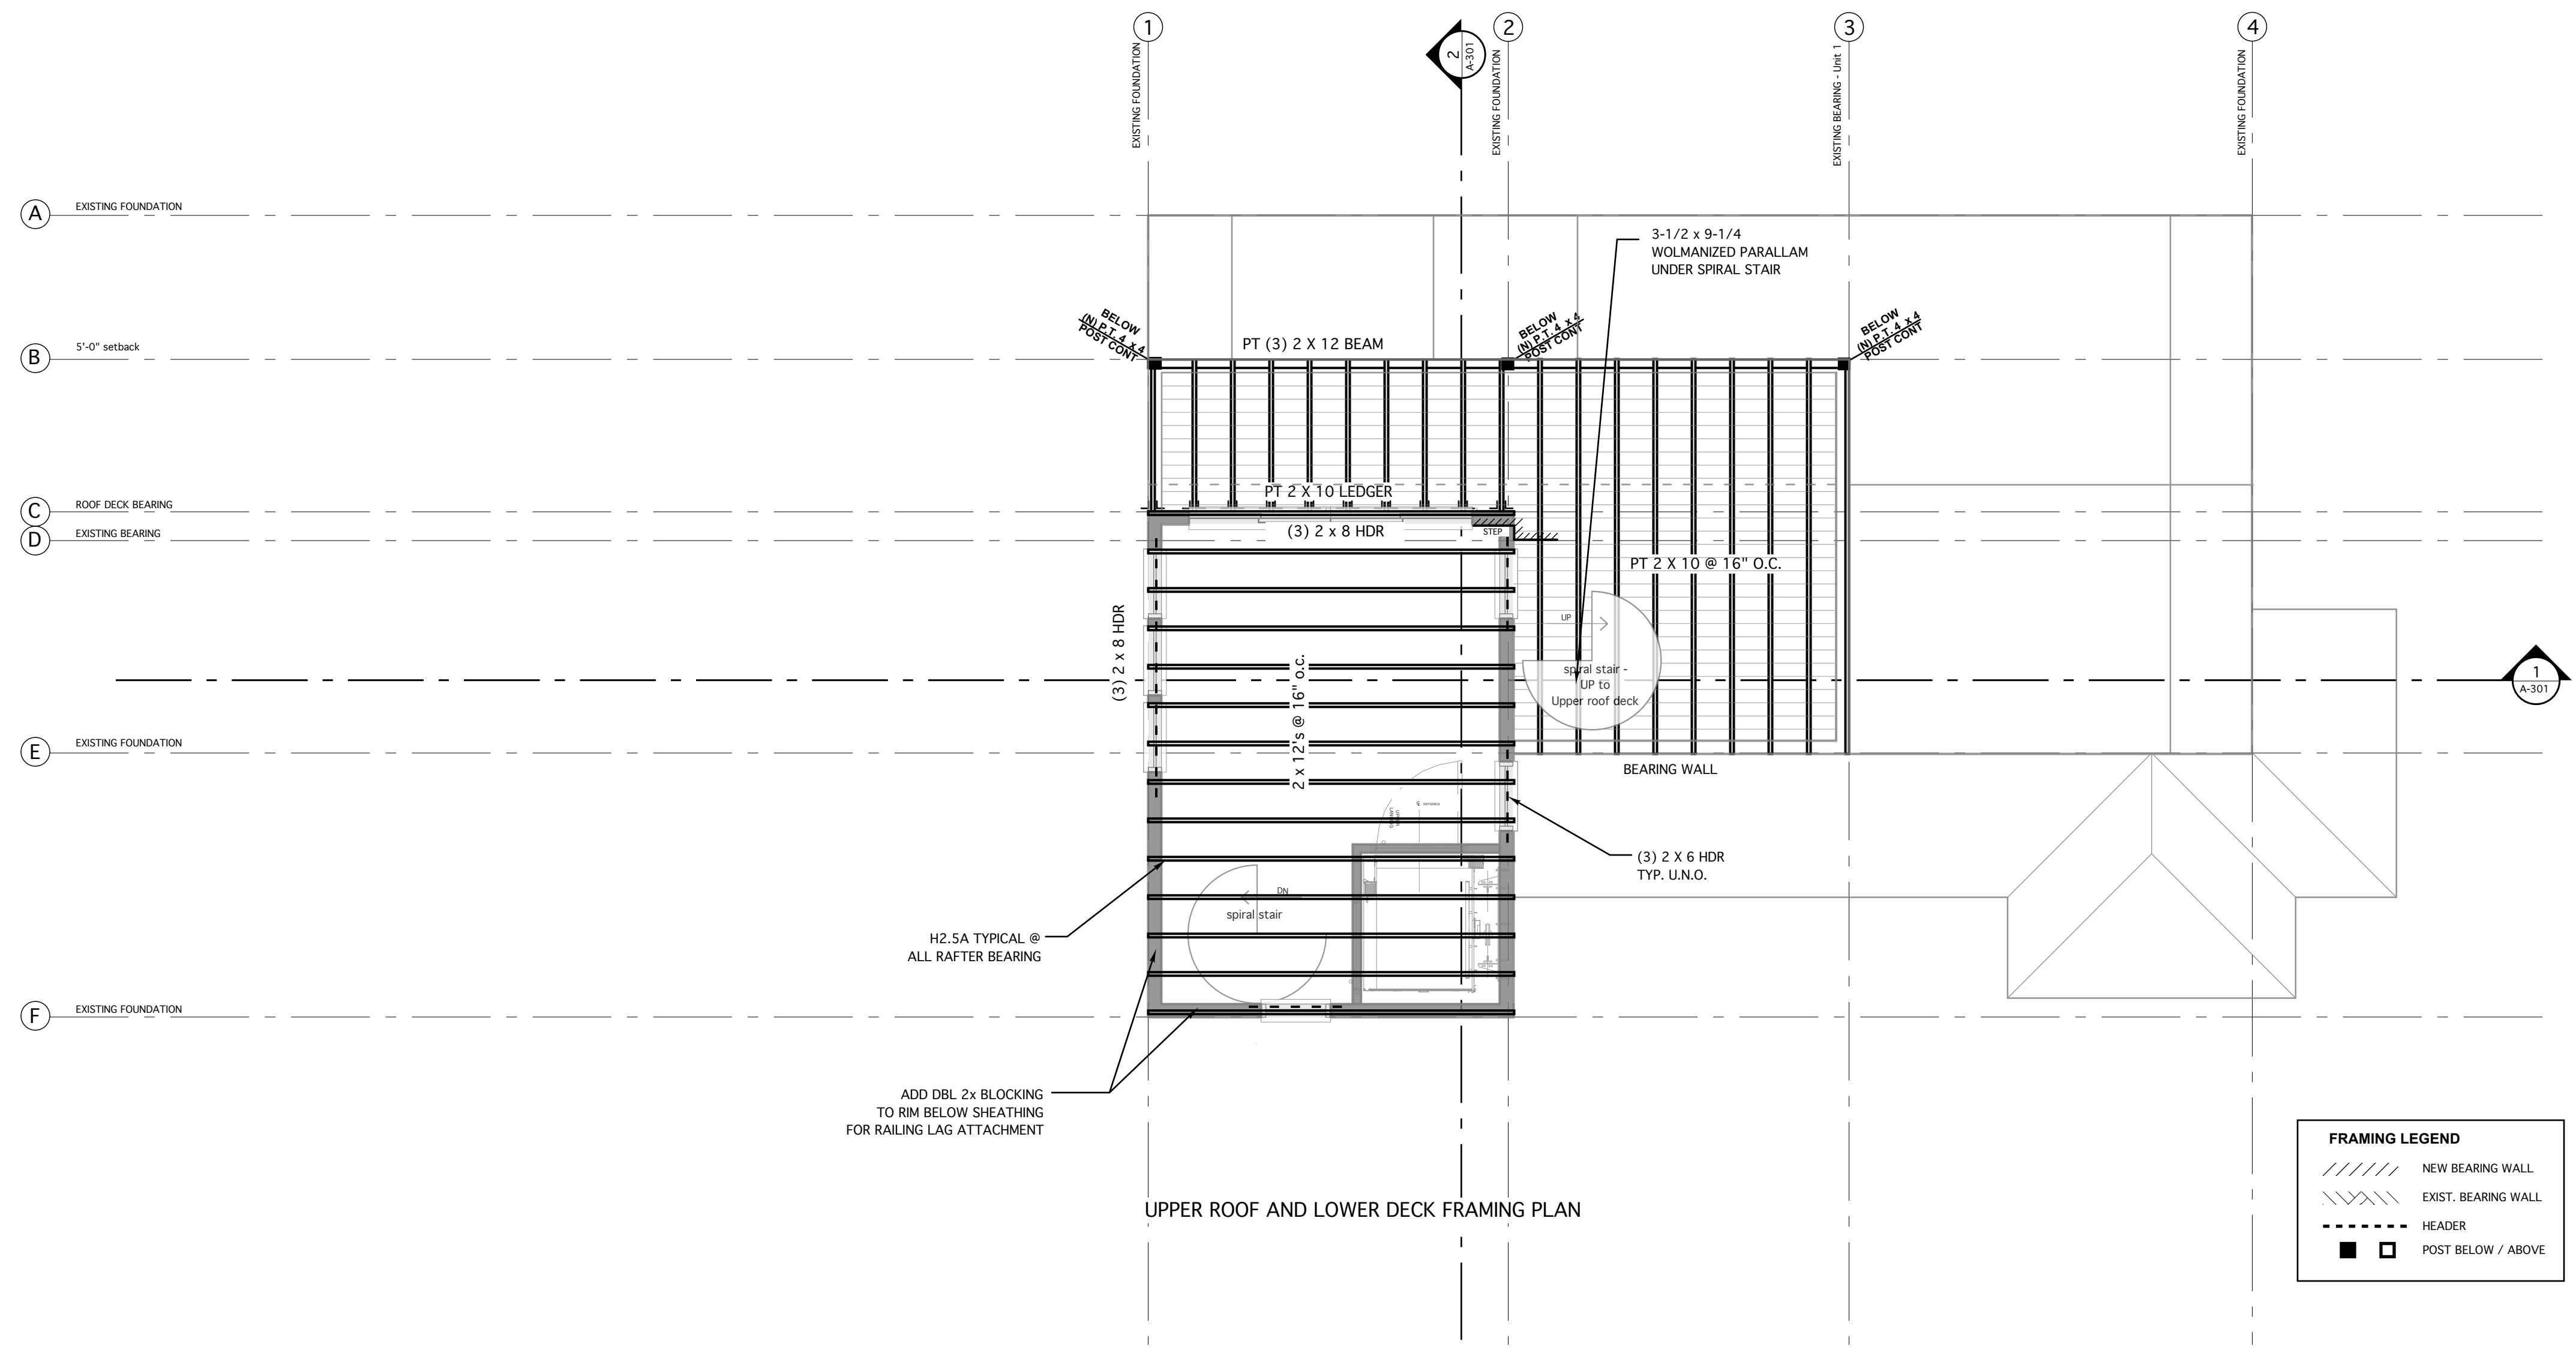 1
2
3
4
EXISTING FOUNDATION
2
A-301
EXISTING FOUNDATION
EXISTING BEARING - Unit 1
EXISTING FOUNDATION
A
EXISTING FOUNDATION
3-1/2 x 9-1/4
WOLMANIZED PARALLAM
UNDER SPIRAL STAIR
BELOW
(N) P.T. 4 x 4
POST CONT
BELOW
(N) P.T. 4 x 4
POST CONT
BELOW
(N) P.T. 4 x 4
POST CONT
B
5'-0" setback
PT (3) 2 X 12 BEAM
PT 2 X 10 LEDGER
C
ROOF DECK BEARING
D
EXISTING BEARING
(3) 2 x 8 HDR
STEP
PT 2 X 10 @ 16" O.C.
(3) 2 x 8 HDR
2 x 12's @ 16" o.c.
UP
spiral stair -
UP to
Upper roof deck
1
A-301
E
EXISTING FOUNDATION
BEARING WALL
(3) 2 X 6 HDR
TYP. U.N.O.
DN
spiral stair
H2.5A TYPICAL @
ALL RAFTER BEARING
F
EXISTING FOUNDATION
ADD DBL 2x BLOCKING
TO RIM BELOW SHEATHING
FOR RAILING LAG ATTACHMENT
UPPER ROOF AND LOWER DECK FRAMING PLAN
FRAMING LEGEND
NEW BEARING WALL
EXIST. BEARING WALL
HEADER
POST BELOW / ABOVE